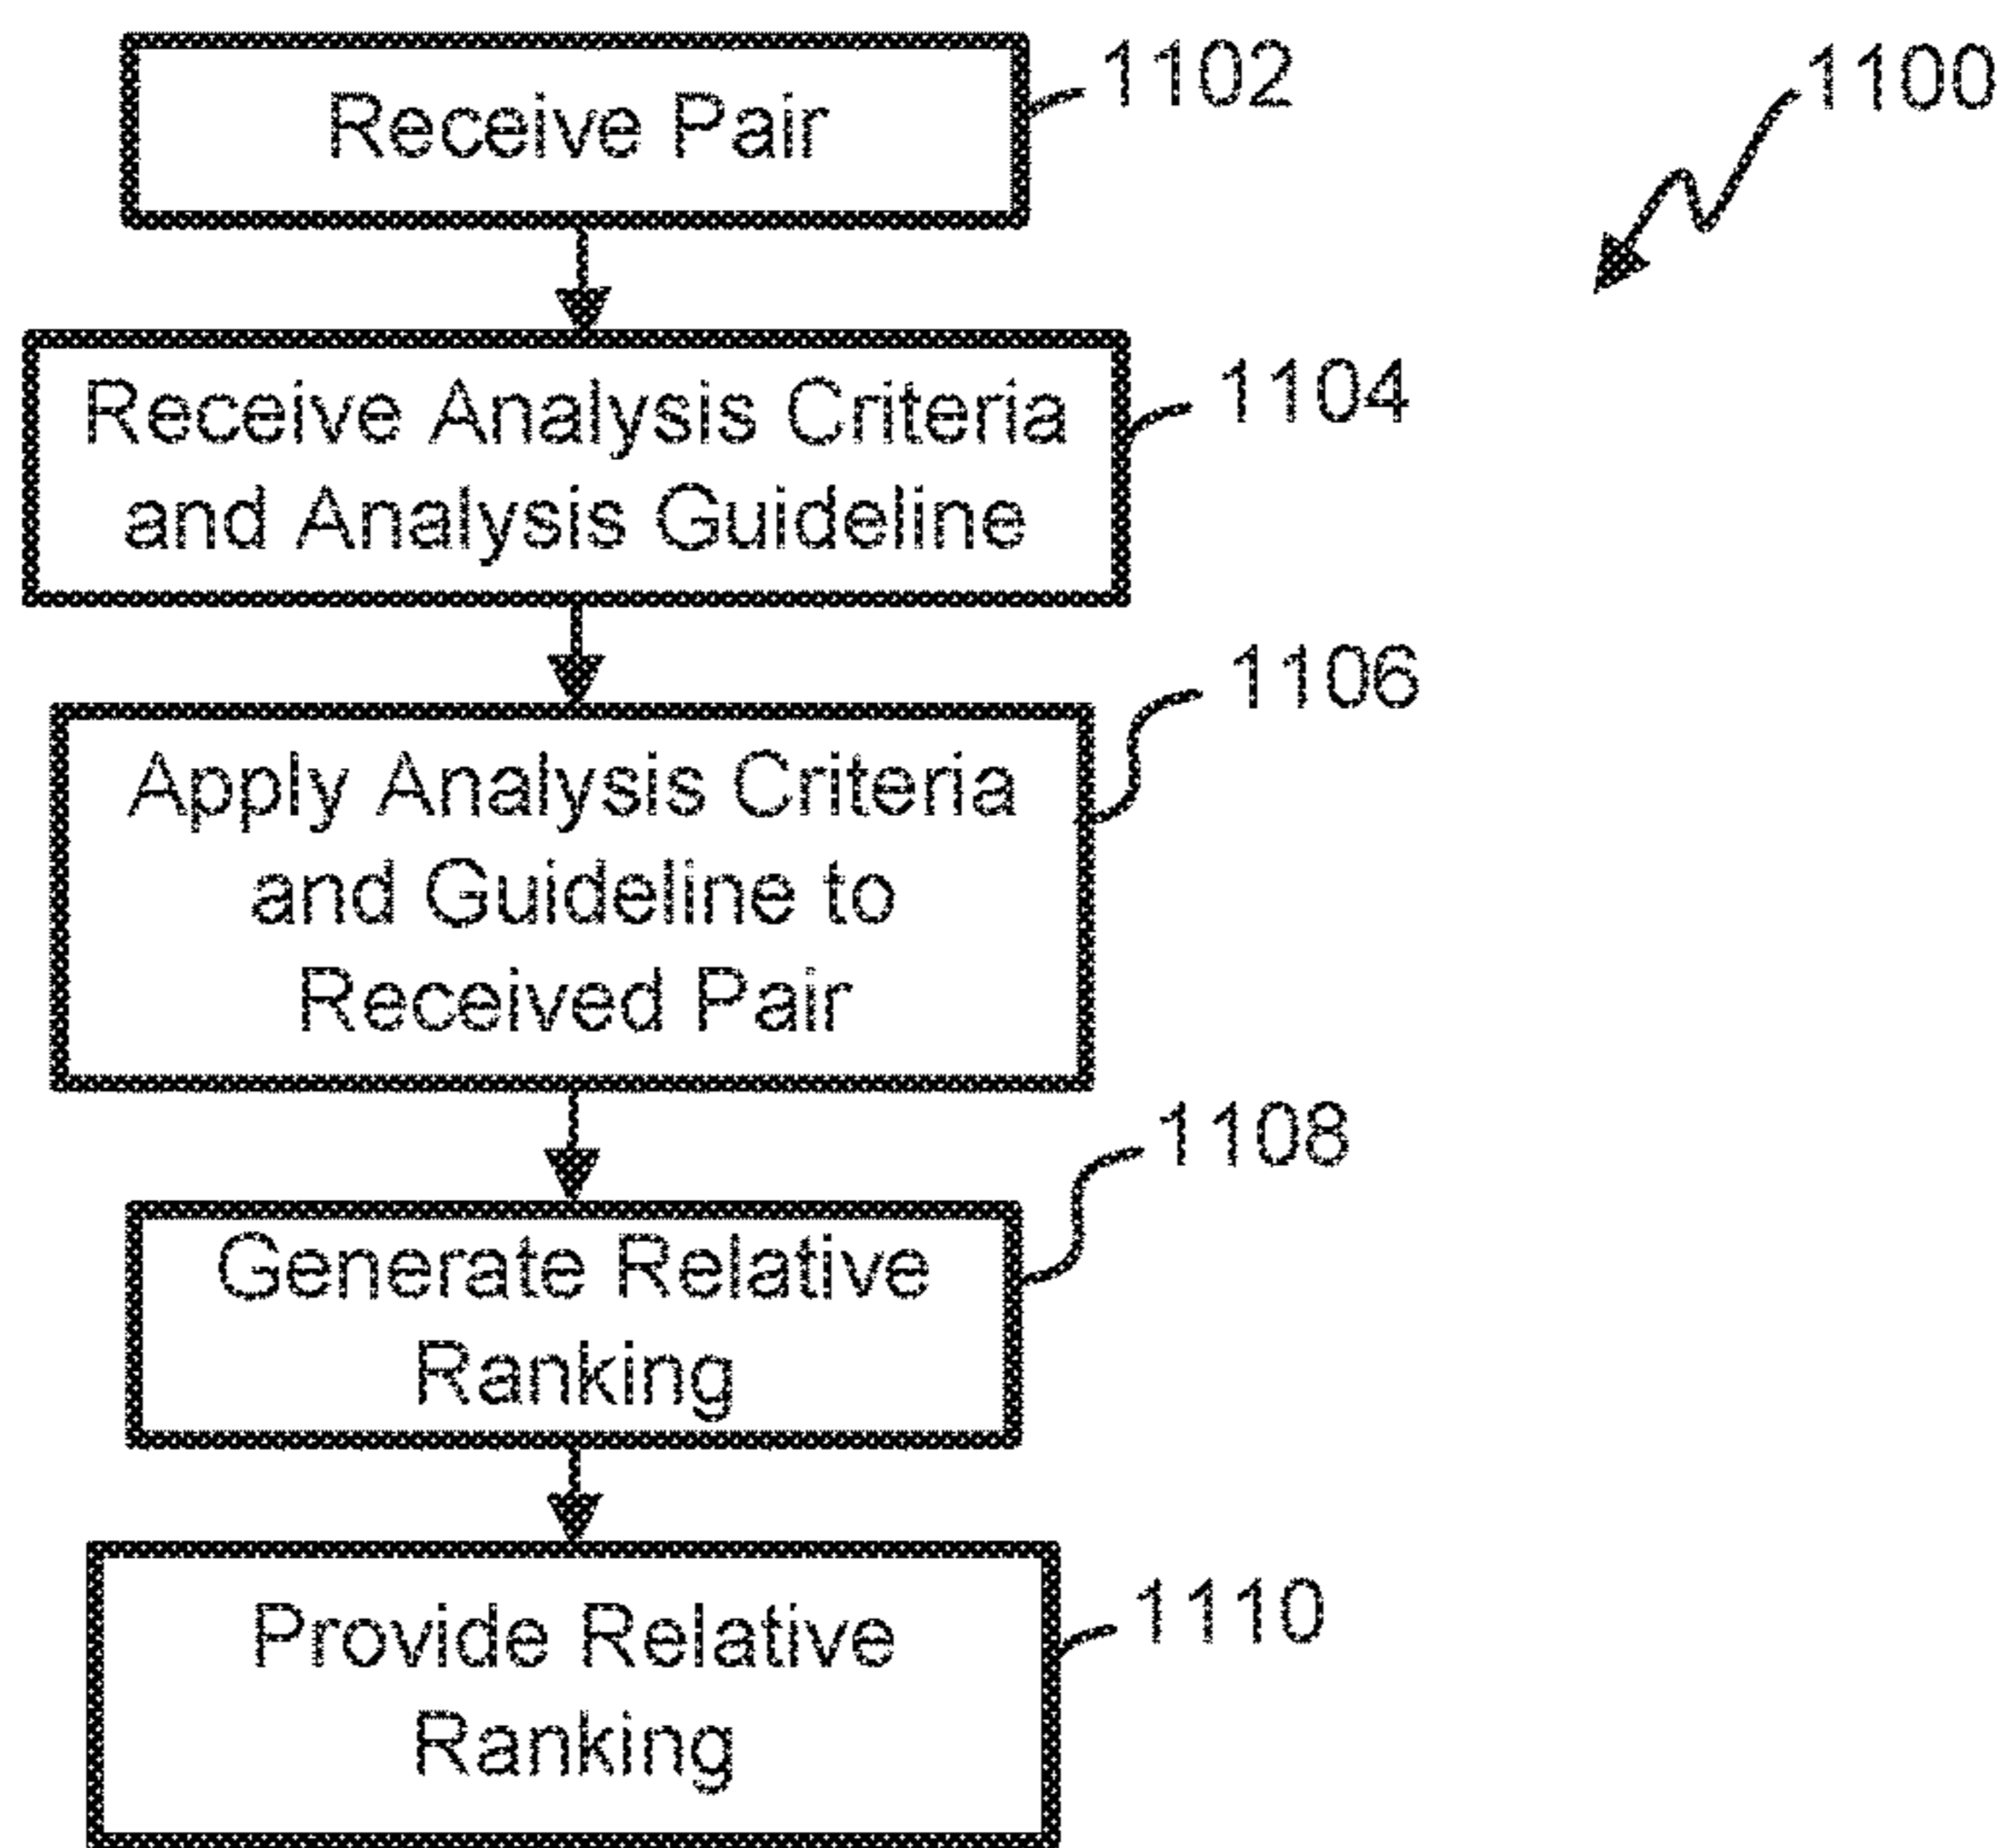 Receive Pair
1102
1100
Receive Analysis Criteria
and Analysis Guideline
1104
Apply Analysis Criteria
and Guideline to
Received Pair
1106
Generate Relative
Ranking
1108
Provide Relative
Ranking
1110